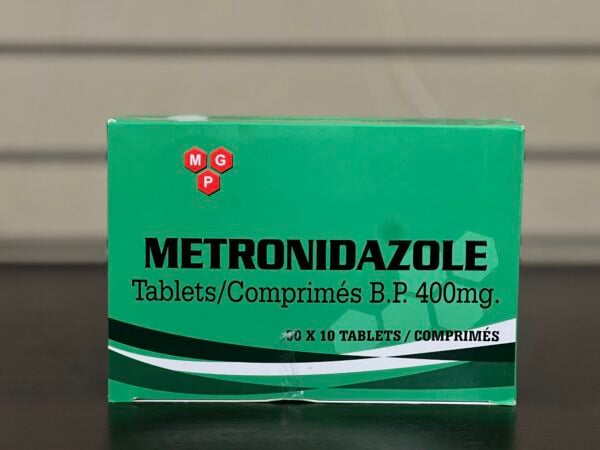 M G
P
METRONIDAZOLE
Tablets/Comprimés B.P. 400mg.
X 10 TABLETS / COMPRIMÉS